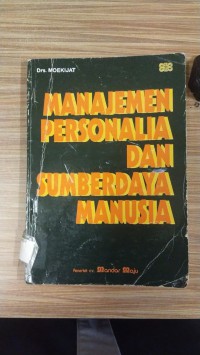 Drs. MOEKIJAT
MANAJEMEN
PERSONALIA
DAN
SUMBERDAYA
MANUSIA
Mandar Maju